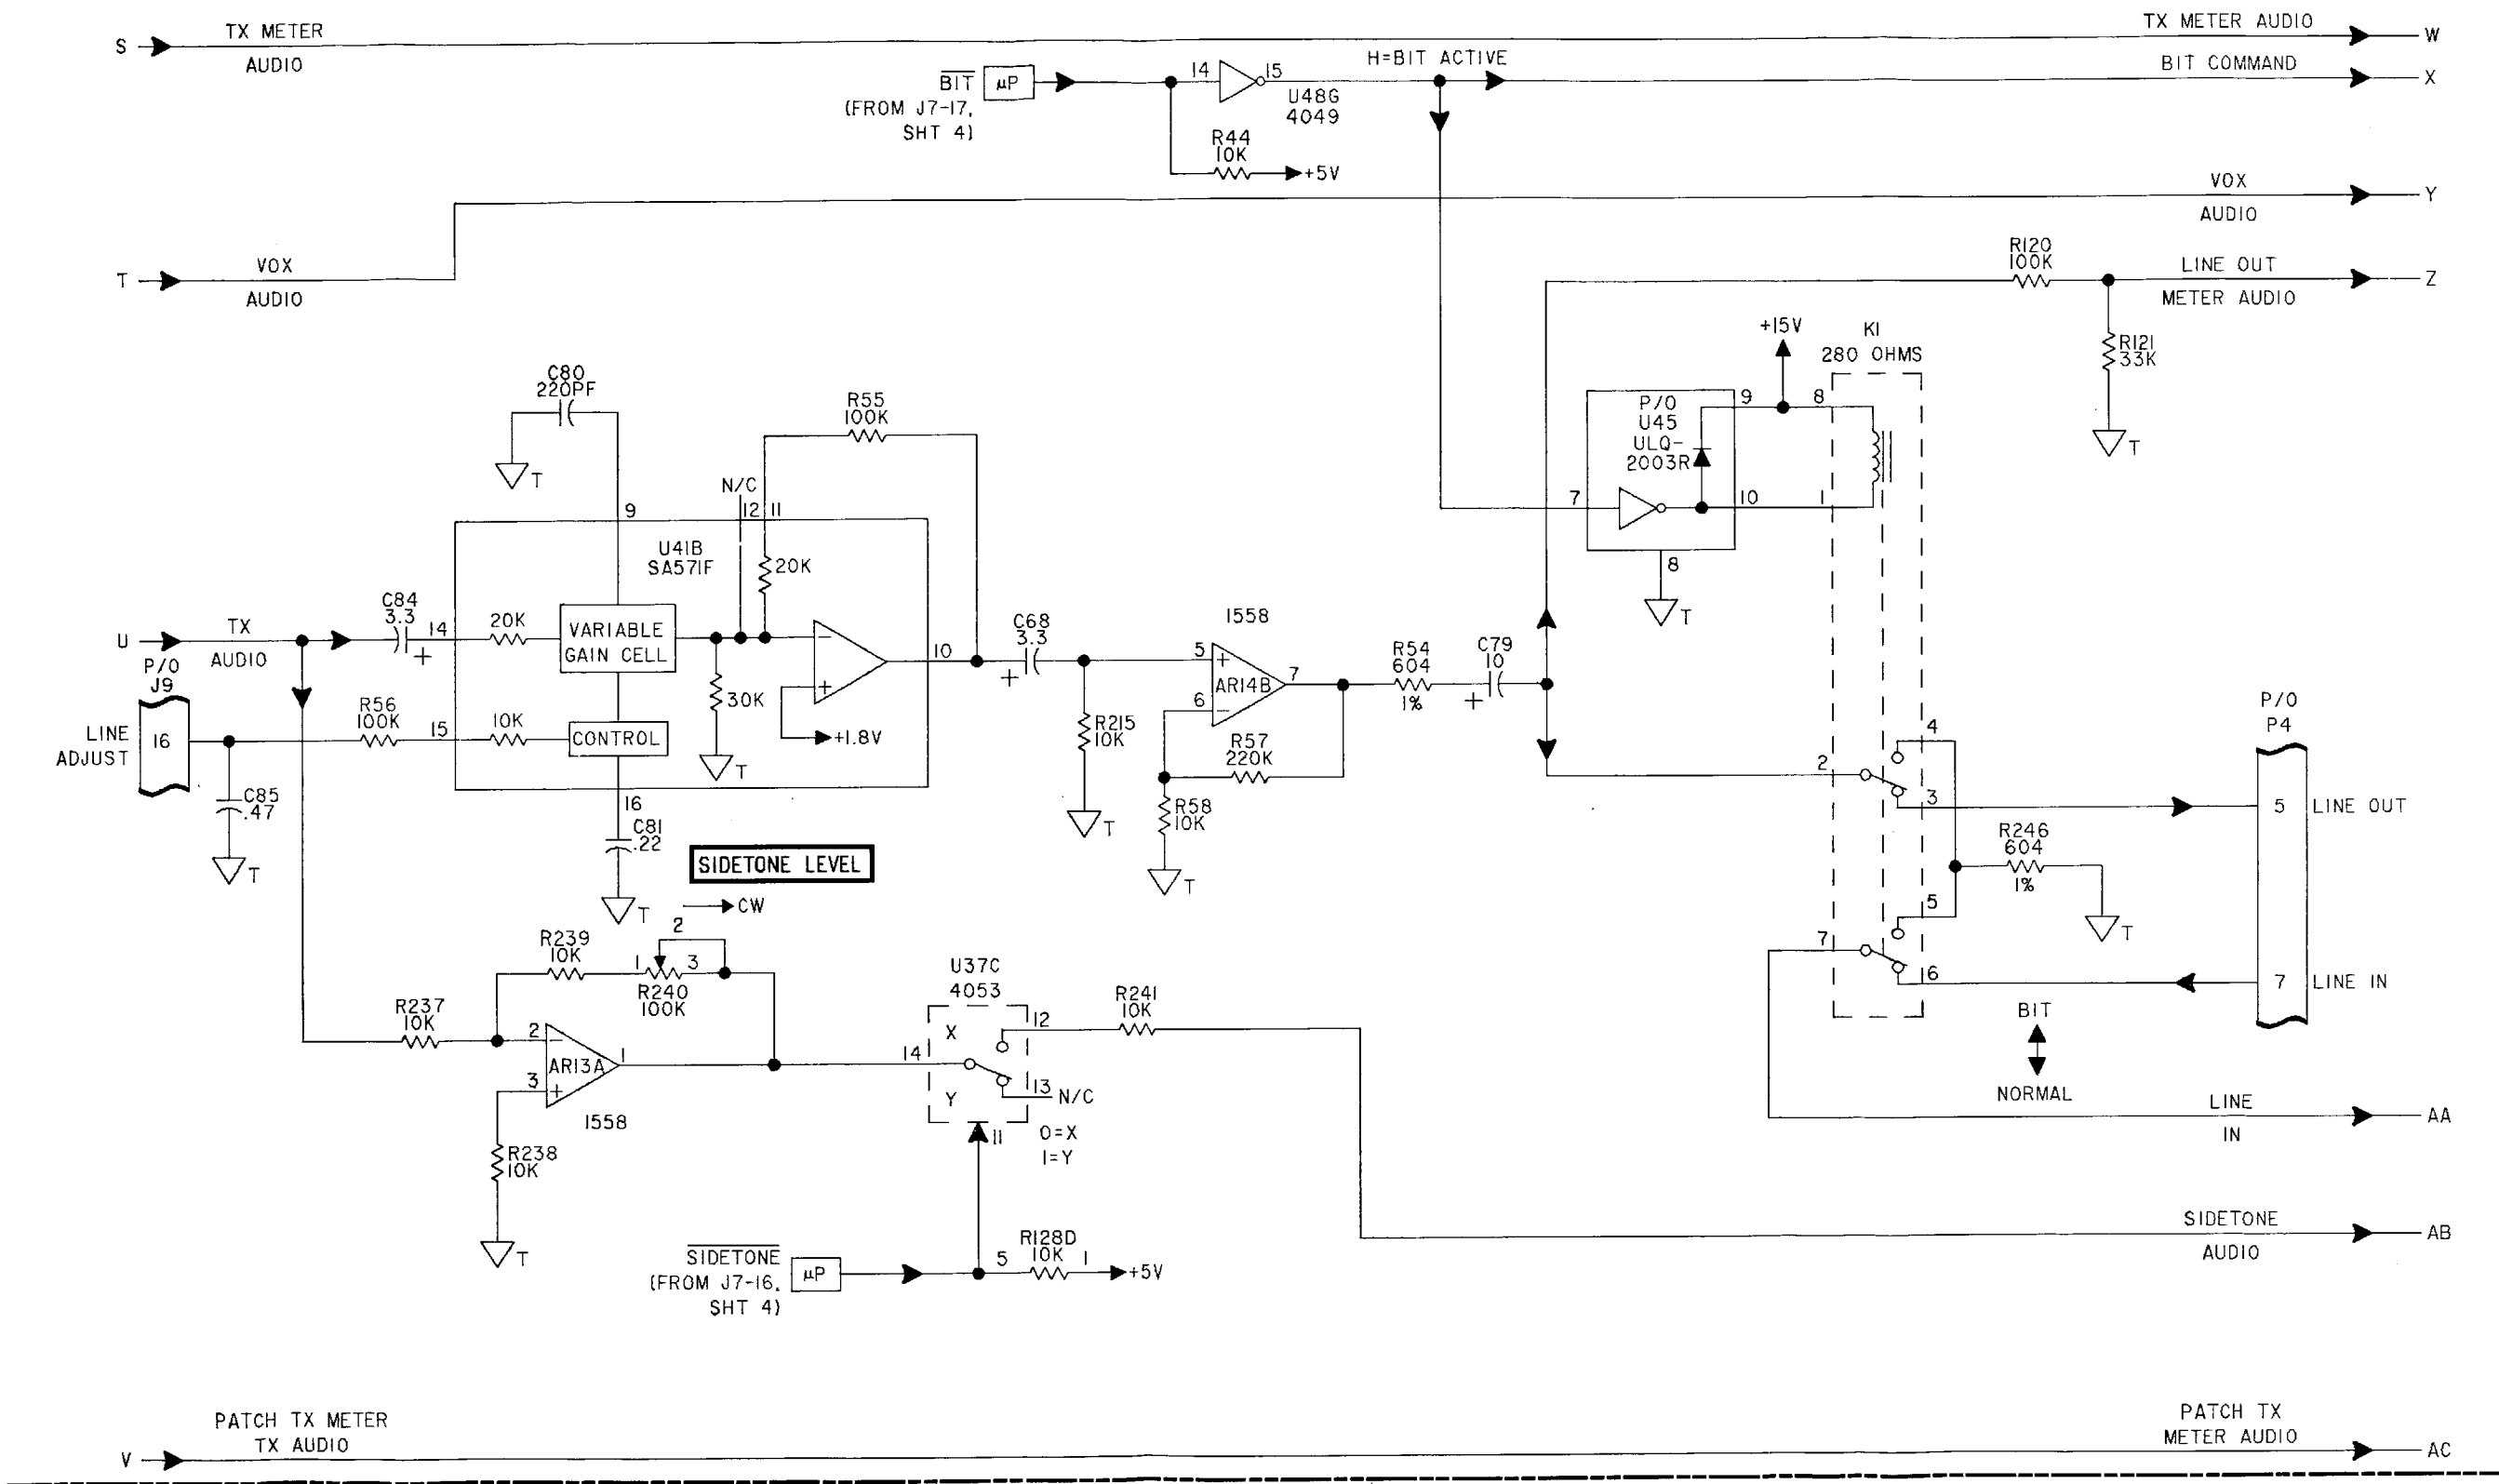 S
TX METER
AUDIO
TX METER AUDIO
W
BIT
µP
(FROM J7-17,
SHT 4)
14
15
U48G
4049
H=BIT ACTIVE
BIT COMMAND
X
R44
10K
+5V
VOX
AUDIO
Y
T
VOX
AUDIO
R120
100K
LINE OUT
METER AUDIO
Z
R121
33K
T
+15V
K1
280 OHMS
P/O
U45
ULQ-
2003R
9
8
7
10
1
8
T
C80
220PF
T
R55
100K
N/C
9
12
11
U41B
SA571F
20K
U
TX
AUDIO
C84
3.3
+
14
20K
VARIABLE
GAIN CELL
−
+
10
30K
T
+1.8V
P/O
J9
LINE
ADJUST
16
R56
100K
15
10K
CONTROL
C85
.47
T
16
C81
.22
T
C68
3.3
+
R215
10K
T
1558
5
+
AR14B
7
6
−
R57
220K
R58
10K
T
R54
604
1%
C79
10
+
2
4
3
P/O
P4
5
LINE OUT
R246
604
1%
T
5
7
6
7
LINE IN
BIT
NORMAL
LINE
IN
AA
SIDETONE LEVEL
CW
R239
10K
1
2
3
R240
100K
R237
10K
2
−
AR13A
1
3
+
1558
R238
10K
T
U37C
4053
14
X
Y
12
13
N/C
11
0=X
1=Y
R241
10K
SIDETONE
AUDIO
AB
SIDETONE
(FROM J7-16,
SHT 4)
µP
5
R128D
10K
1
+5V
V
PATCH TX METER
TX AUDIO
PATCH TX
METER AUDIO
AC